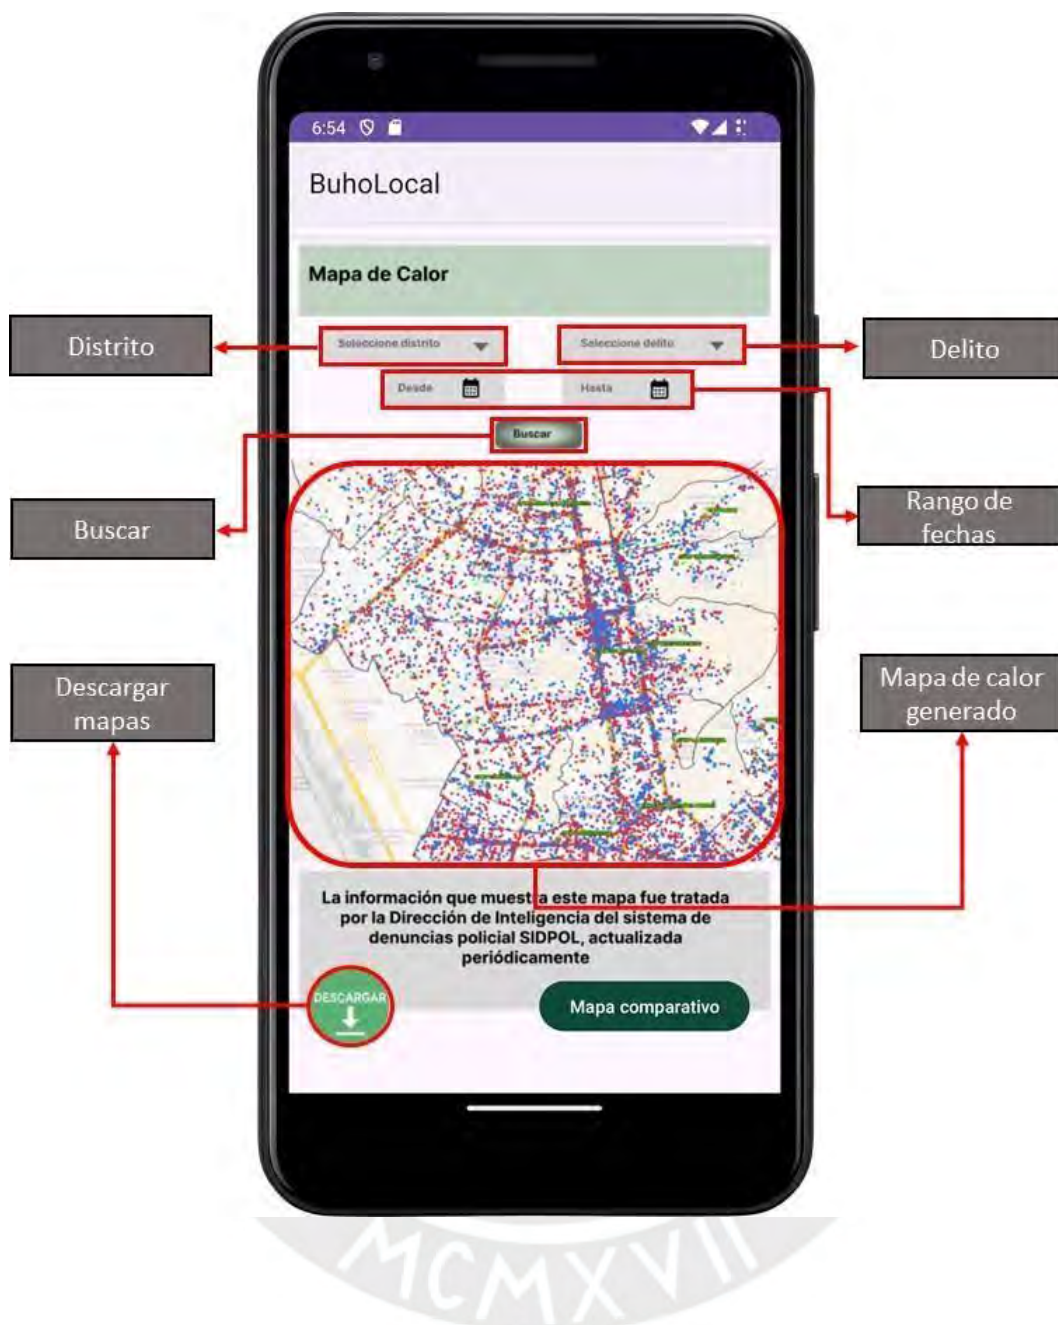 6:54
BuhoLocal
Mapa de Calor
Distrito
Seleccione distrito
Seleccione delito
Delito
Desde
Hasta
Buscar
Buscar
Rango de
fechas
Descargar
mapas
Mapa de calor
generado
La información que muestra este mapa fue tratada
por la Dirección de Inteligencia del sistema de
denuncias policial SIDPOL, actualizada
periódicamente
DESCARGAR
Mapa comparativo
MCMXVII